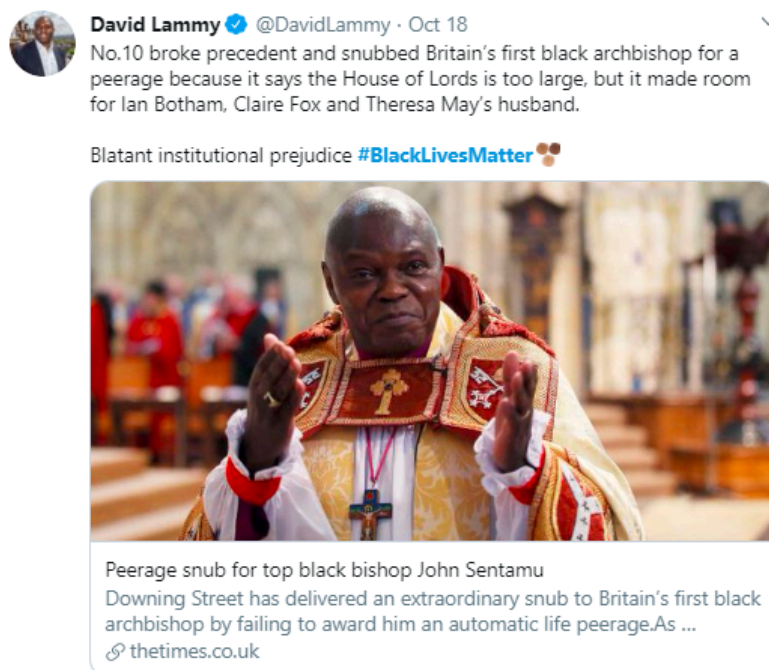 David Lammy @DavidLammy · Oct 18
No.10 broke precedent and snubbed Britain's first black archbishop for a
peerage because it says the House of Lords is too large, but it made room
for Ian Botham, Claire Fox and Theresa May's husband.
Blatant institutional prejudice #BlackLivesMatter
Peerage snub for top black bishop John Sentamu
Downing Street has delivered an extraordinary snub to Britain's first black
archbishop by failing to award him an automatic life peerage.As ...
thetimes.co.uk